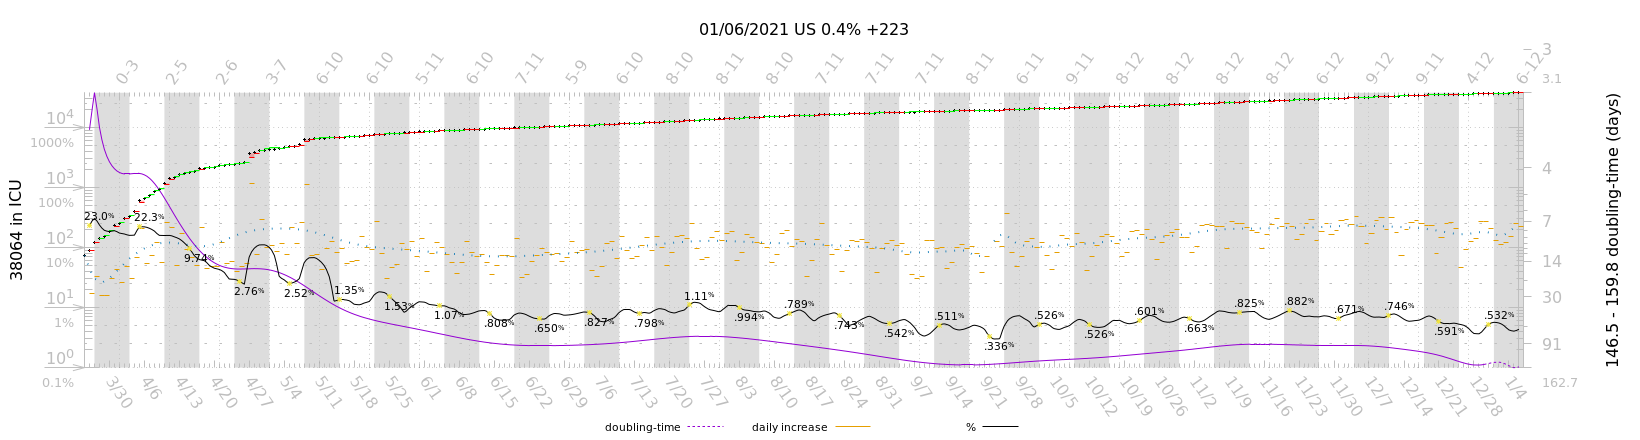 01/06/2021 US 0.4% +223
0-3 2-5 2-6 3-7 6-10 6-10 5-11 6-10 7-11 5-9 6-10 8-10 8-11 8-10 7-11 7-11 7-11 8-11 6-11 9-11 8-12 8-12 8-12 8-12 6-12 9-12 9-11 4-12 6-12
38064 in ICU
10^4
1000%
10^3
100%
10^2
10%
10^1
1%
10^0
0.1%
3
3.1
4
7
14
30
91
162.7
146.5 - 159.8 doubling-time (days)
23.0% 22.3% 9.74% 2.76% 2.52% 1.35% 1.53% 1.07% .808% .650% .827% .798% 1.11% .994% .789% .743% .542% .511% .336% .526% .526% .601% .663% .825% .882% .671% .746% .591% .532%
3/30 4/6 4/13 4/20 4/27 5/4 5/11 5/18 5/25 6/1 6/8 6/15 6/22 6/29 7/6 7/13 7/20 7/27 8/3 8/10 8/17 8/24 8/31 9/7 9/14 9/21 9/28 10/5 10/12 10/19 10/26 11/2 11/9 11/16 11/23 11/30 12/7 12/14 12/21 12/28 1/4
doubling-time daily increase %